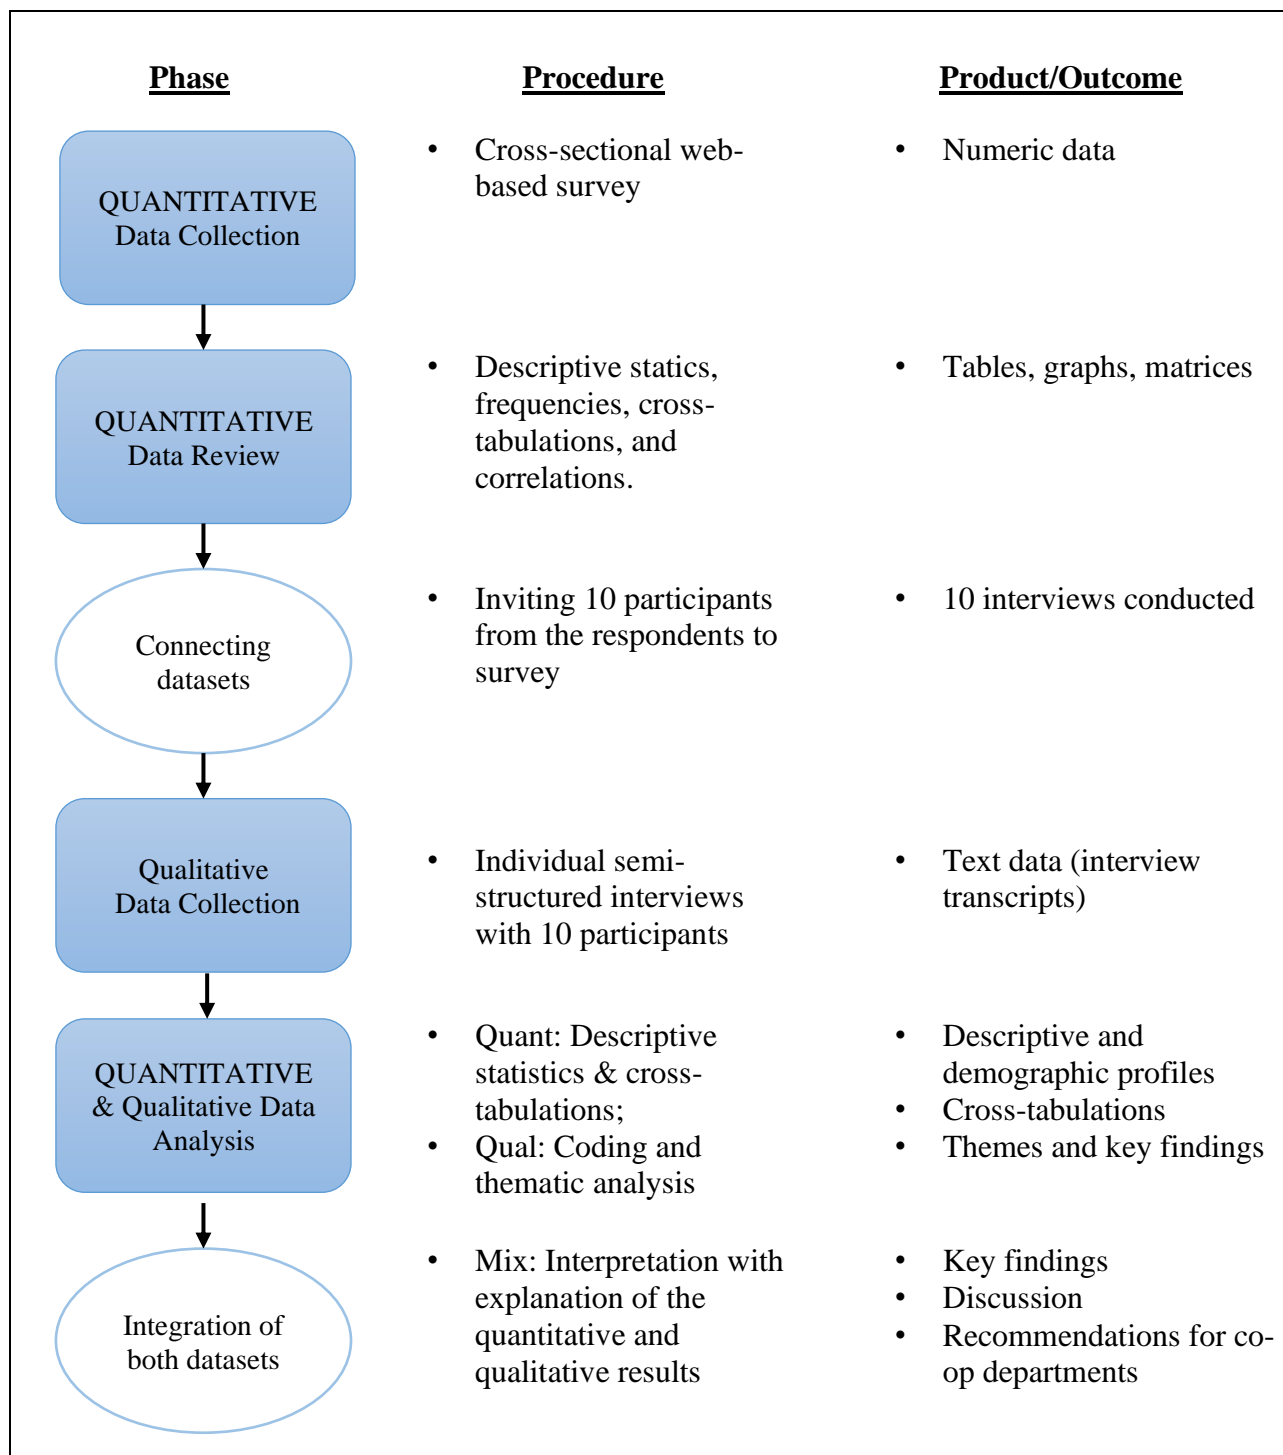 Phase
Procedure
Product/Outcome
QUANTITATIVE
Data Collection
• Cross-sectional web-
based survey
• Numeric data
QUANTITATIVE
Data Review
• Descriptive statics,
frequencies, cross-
tabulations, and
correlations.
• Tables, graphs, matrices
Connecting
datasets
• Inviting 10 participants
from the respondents to
survey
• 10 interviews conducted
Qualitative
Data Collection
• Individual semi-
structured interviews
with 10 participants
• Text data (interview
transcripts)
QUANTITATIVE
& Qualitative Data
Analysis
• Quant: Descriptive
statistics & cross-
tabulations;
• Qual: Coding and
thematic analysis
• Descriptive and
demographic profiles
• Cross-tabulations
• Themes and key findings
Integration of
both datasets
• Mix: Interpretation with
explanation of the
quantitative and
qualitative results
• Key findings
• Discussion
• Recommendations for co-
op departments